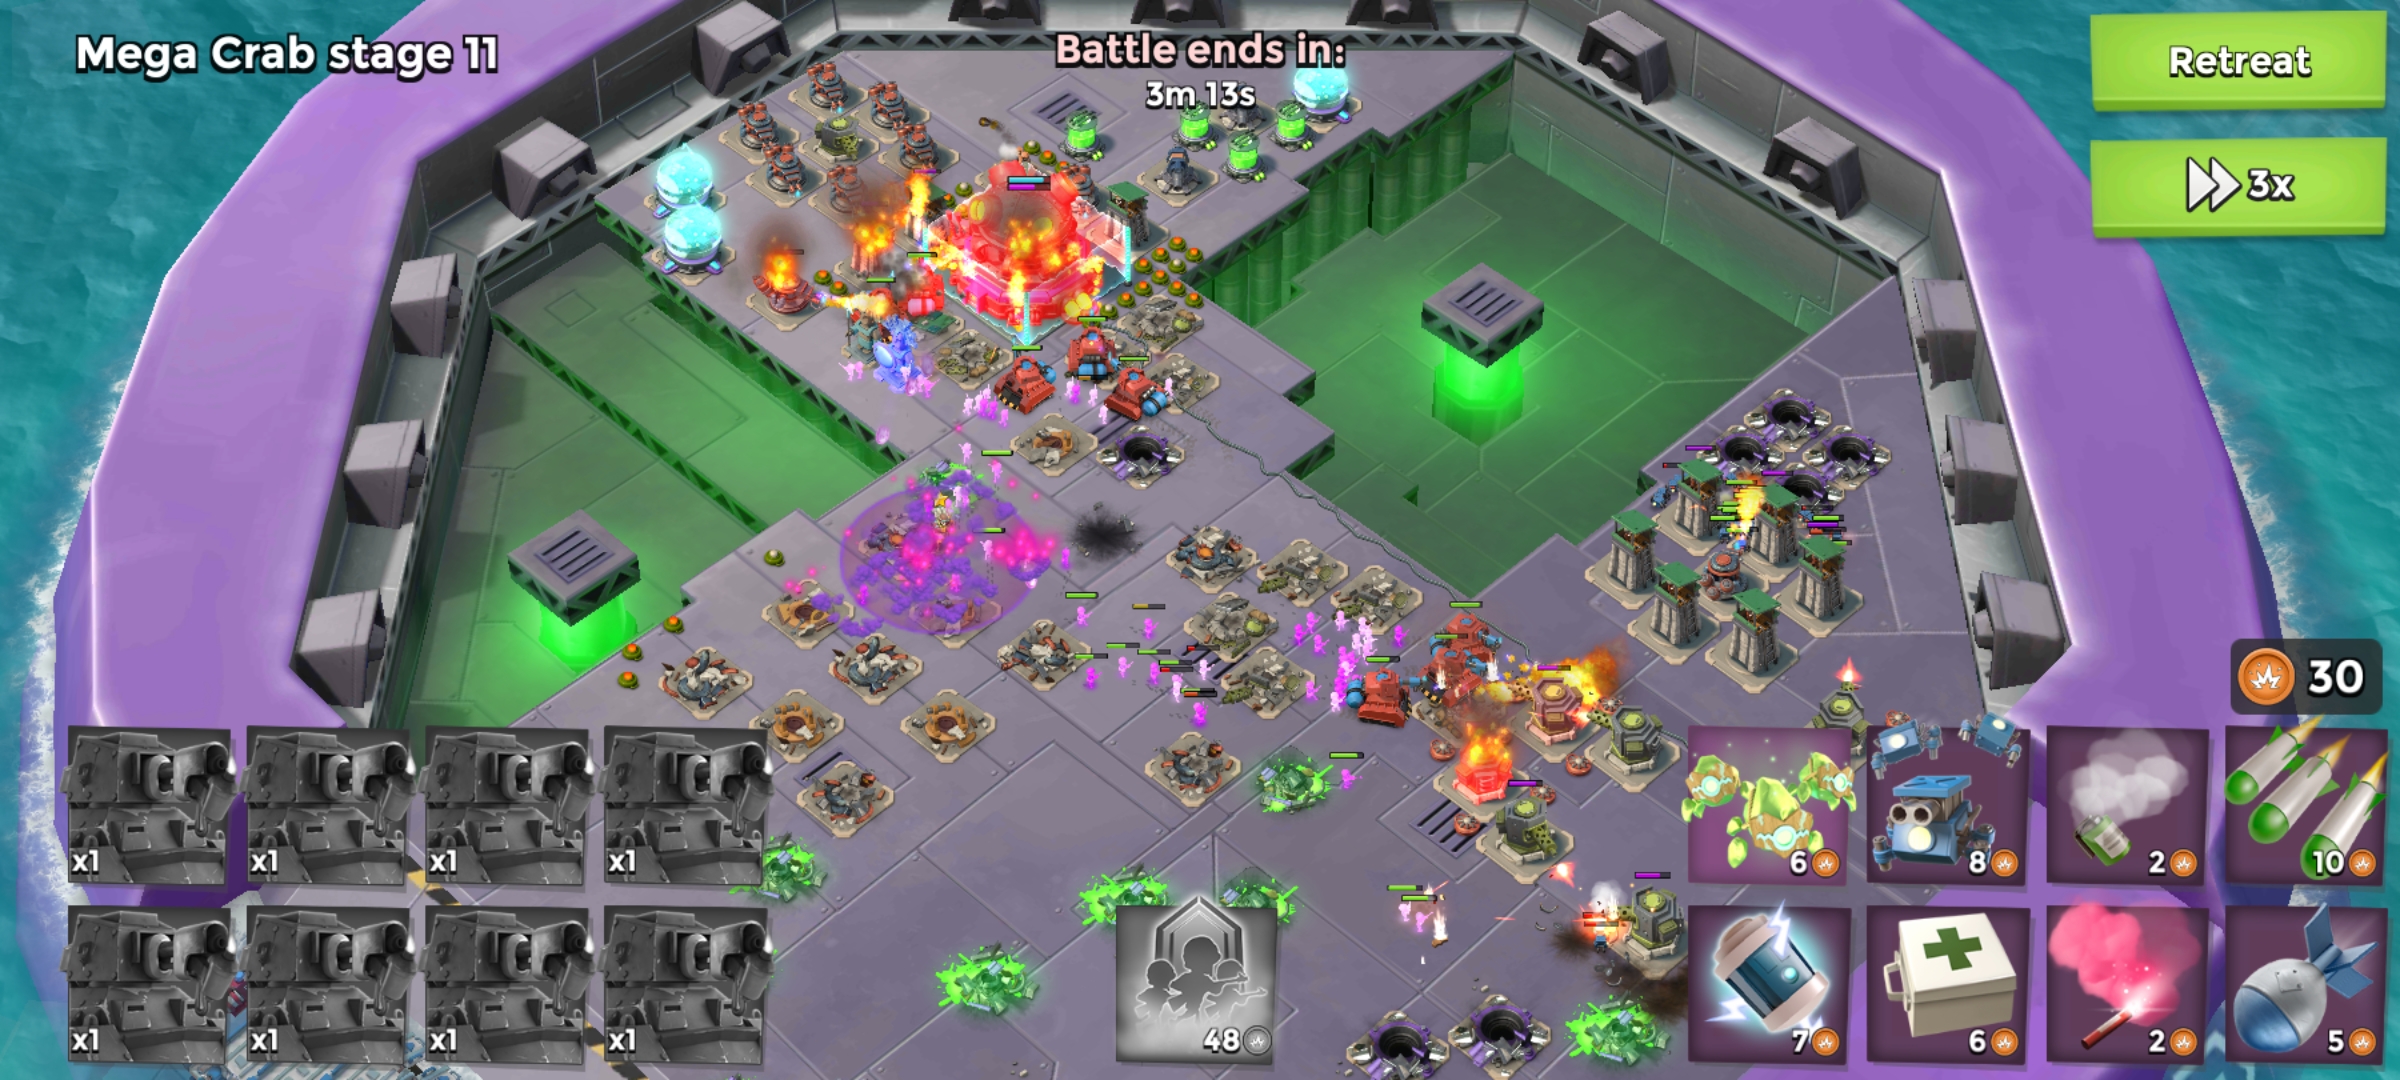 Mega Crab stage 11
Battle ends in:
3m 13s
Retreat
3x
30
x1
x1
x1
x1
6
8
2
10
x1
x1
x1
x1
48
7
6
2
5